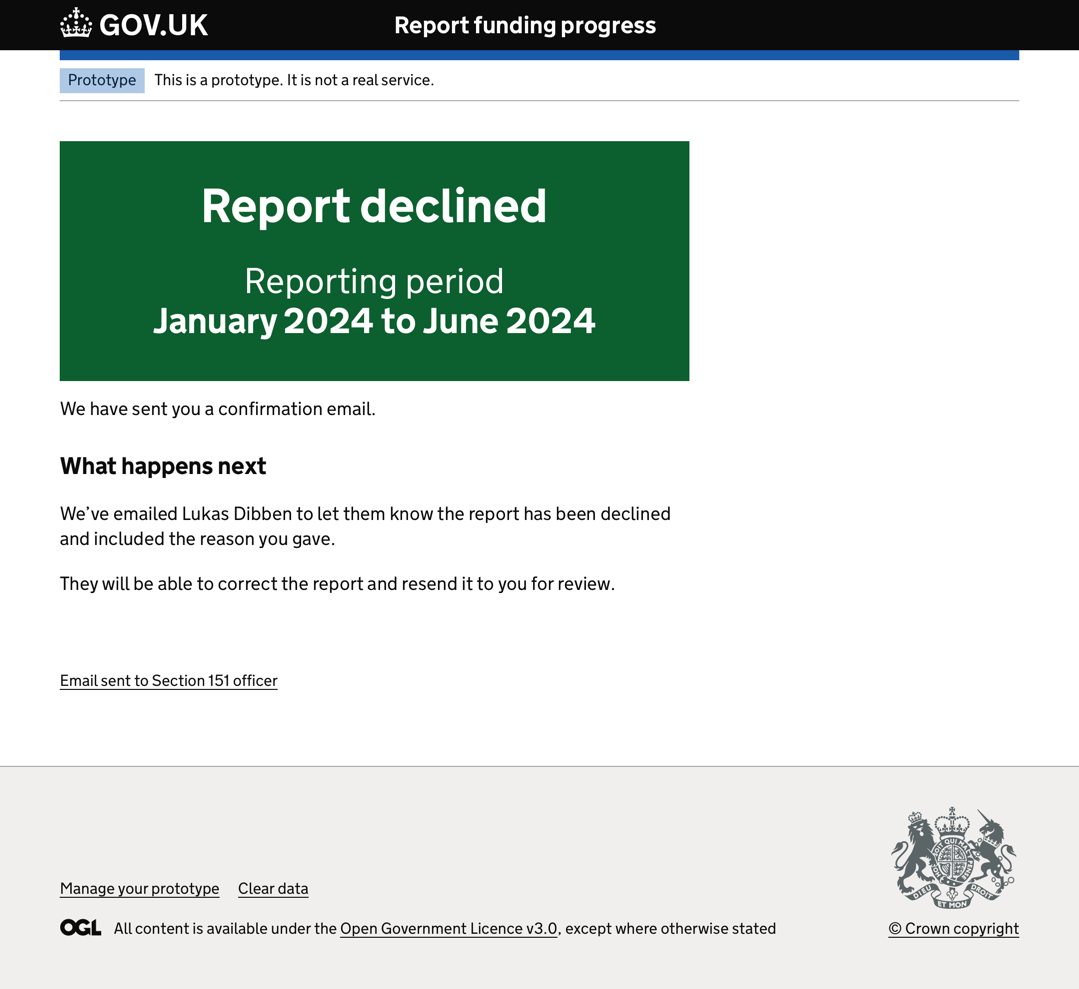 GOV.UK Report funding progress
Prototype This is a prototype. It is not a real service.
Report declined
Reporting period
January 2024 to June 2024
We have sent you a confirmation email.
What happens next
We’ve emailed Lukas Dibben to let them know the report has been declined
and included the reason you gave.
They will be able to correct the report and resend it to you for review.
Email sent to Section 151 officer
DIEU ET MON DROIT
Manage your prototype Clear data
OGL All content is available under the Open Government Licence v3.0, except where otherwise stated
© Crown copyright